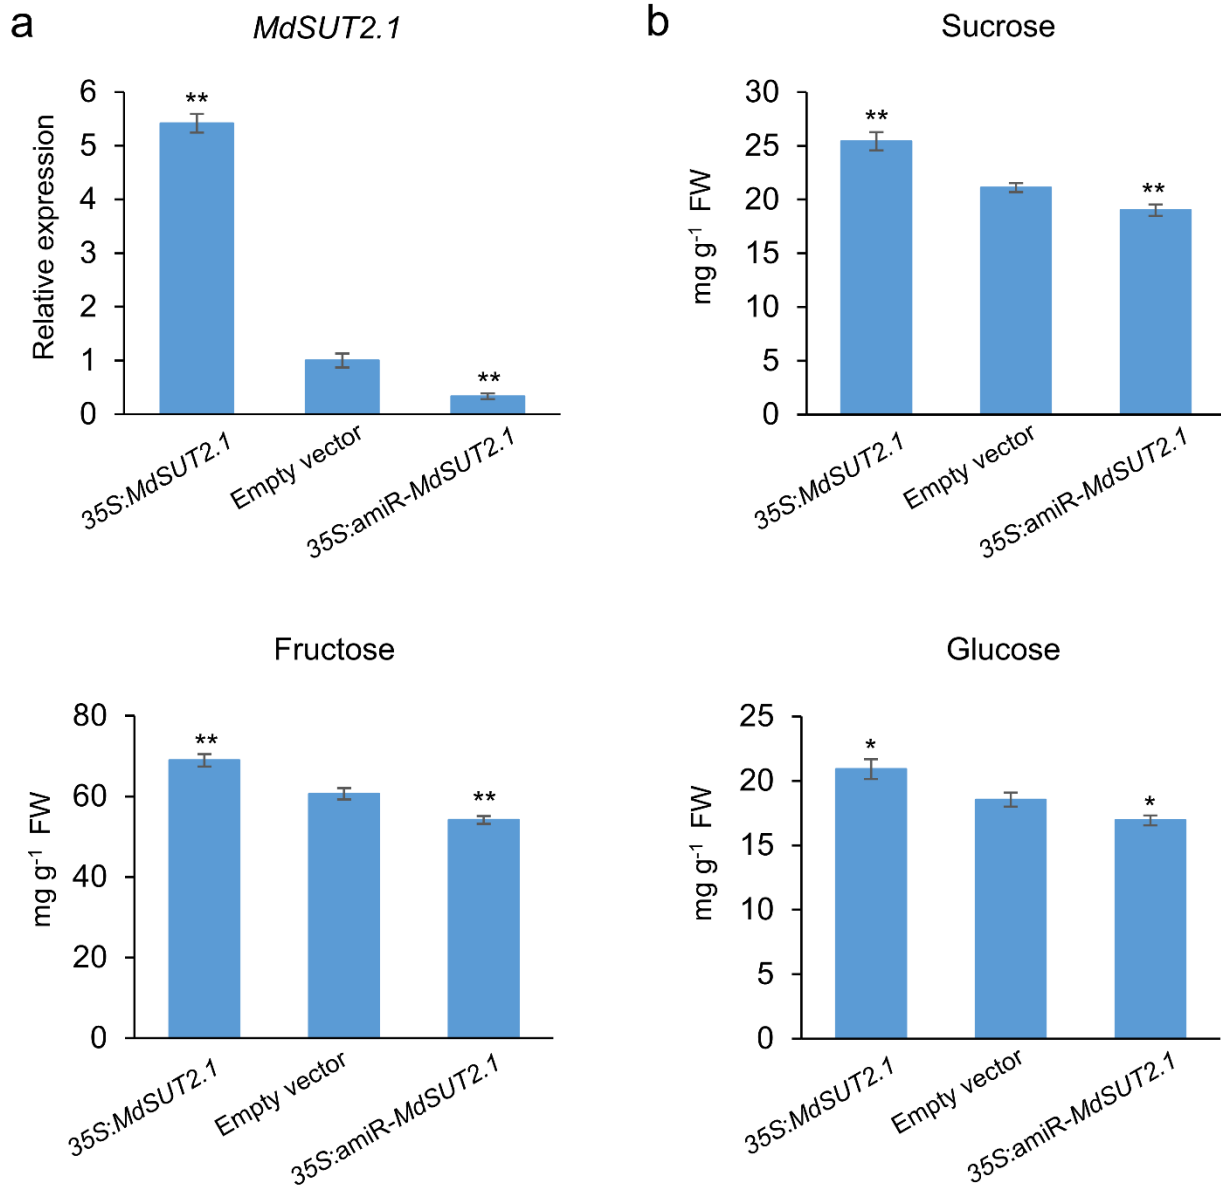 a
MdSUT2.1
Relative expression
6
5
4
3
2
1
0
**
**
35S:MdSUT2.1
Empty vector
35S:amiR-MdSUT2.1
b
Sucrose
mg g⁻¹ FW
30
25
20
15
10
5
0
**
**
35S:MdSUT2.1
Empty vector
35S:amiR-MdSUT2.1
Fructose
mg g⁻¹ FW
80
60
40
20
0
**
**
35S:MdSUT2.1
Empty vector
35S:amiR-MdSUT2.1
Glucose
mg g⁻¹ FW
25
20
15
10
5
0
*
*
35S:MdSUT2.1
Empty vector
35S:amiR-MdSUT2.1